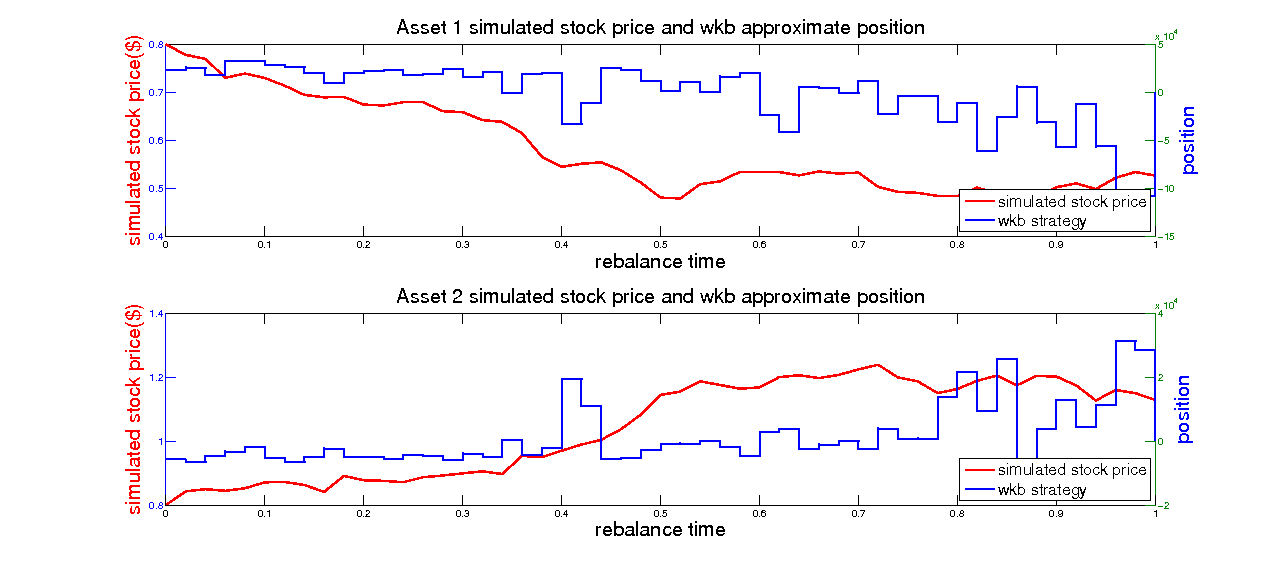 Asset 1 simulated stock price and wkb approximate position
x 10^4
simulated stock price($)
0.8
0.7
0.6
0.5
0.4
5
0
−5
−10
−15
position
simulated stock price
wkb strategy
0 0.1 0.2 0.3 0.4 0.5 0.6 0.7 0.8 0.9 1
rebalance time
Asset 2 simulated stock price and wkb approximate position
x 10^4
simulated stock price($)
1.4
1.2
1
0.8
4
2
0
−2
position
simulated stock price
wkb strategy
0 0.1 0.2 0.3 0.4 0.5 0.6 0.7 0.8 0.9 1
rebalance time